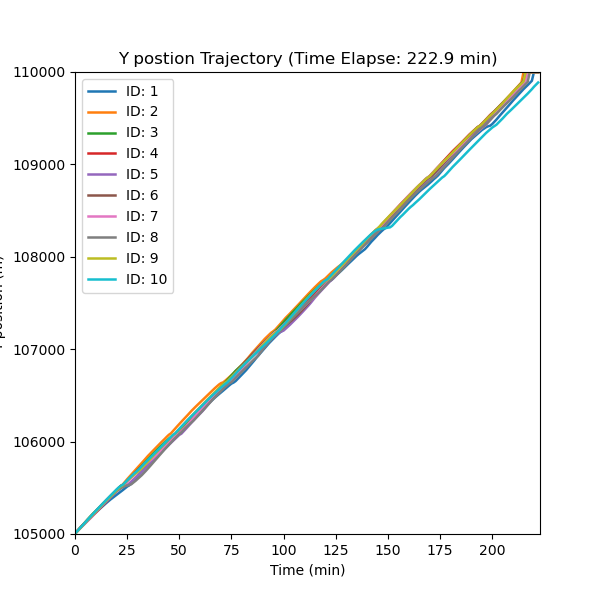 Y postion Trajectory (Time Elapse: 222.9 min)
110000
109000
108000
107000
106000
105000
ID: 1
ID: 2
ID: 3
ID: 4
ID: 5
ID: 6
ID: 7
ID: 8
ID: 9
ID: 10
0 25 50 75 100 125 150 175 200
Time (min)